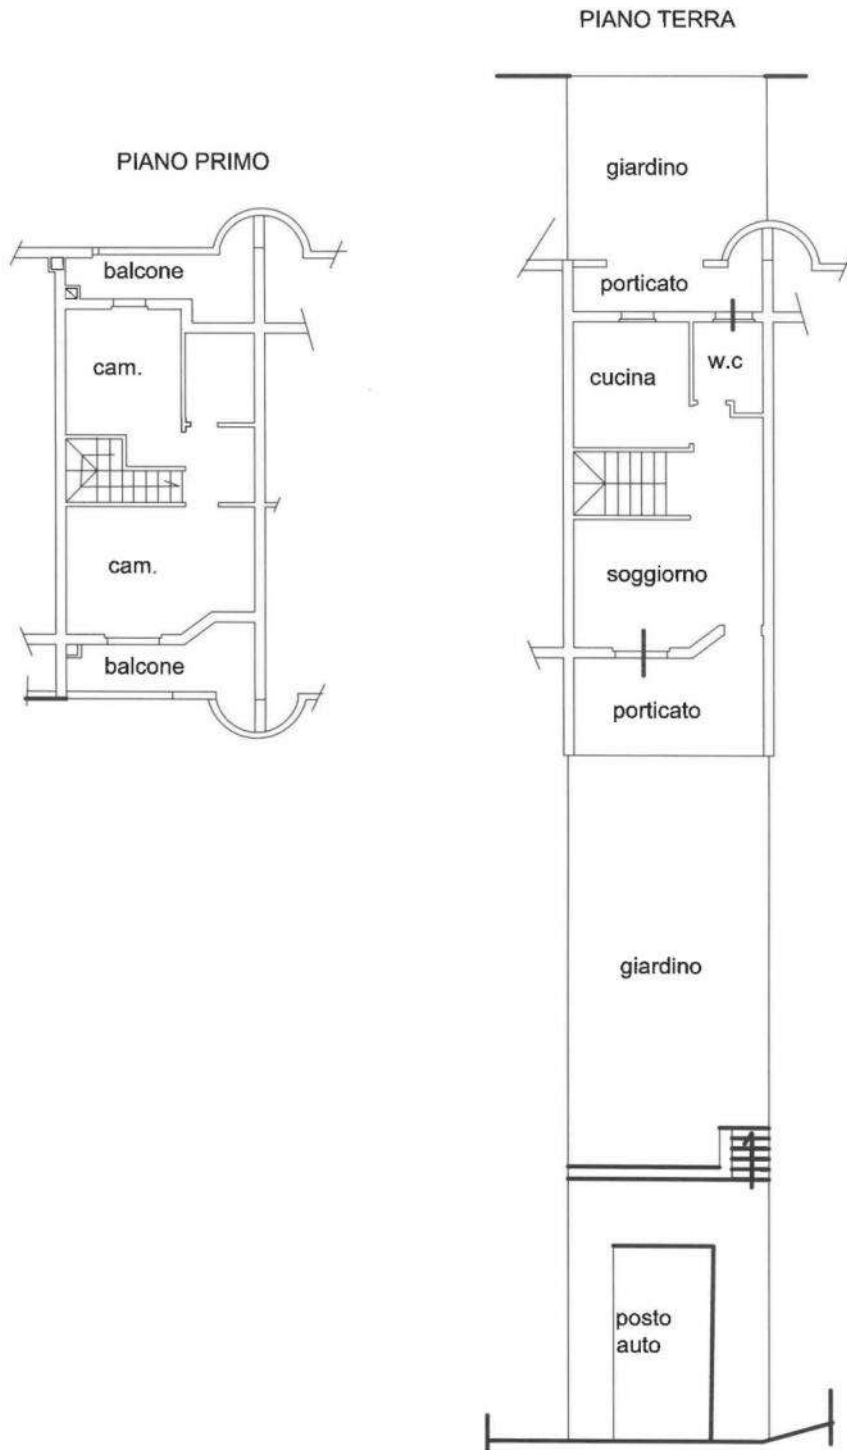 PIANO PRIMO
balcone
cam.
cam.
balcone
PIANO TERRA
giardino
porticato
cucina
w.c
soggiorno
porticato
giardino
posto
auto